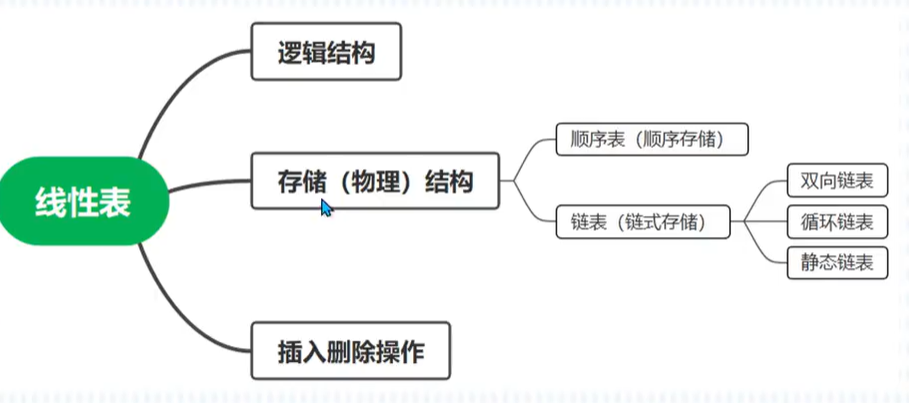 线性表
逻辑结构
存储（物理）结构
顺序表（顺序存储）
链表（链式存储）
双向链表
循环链表
静态链表
插入删除操作